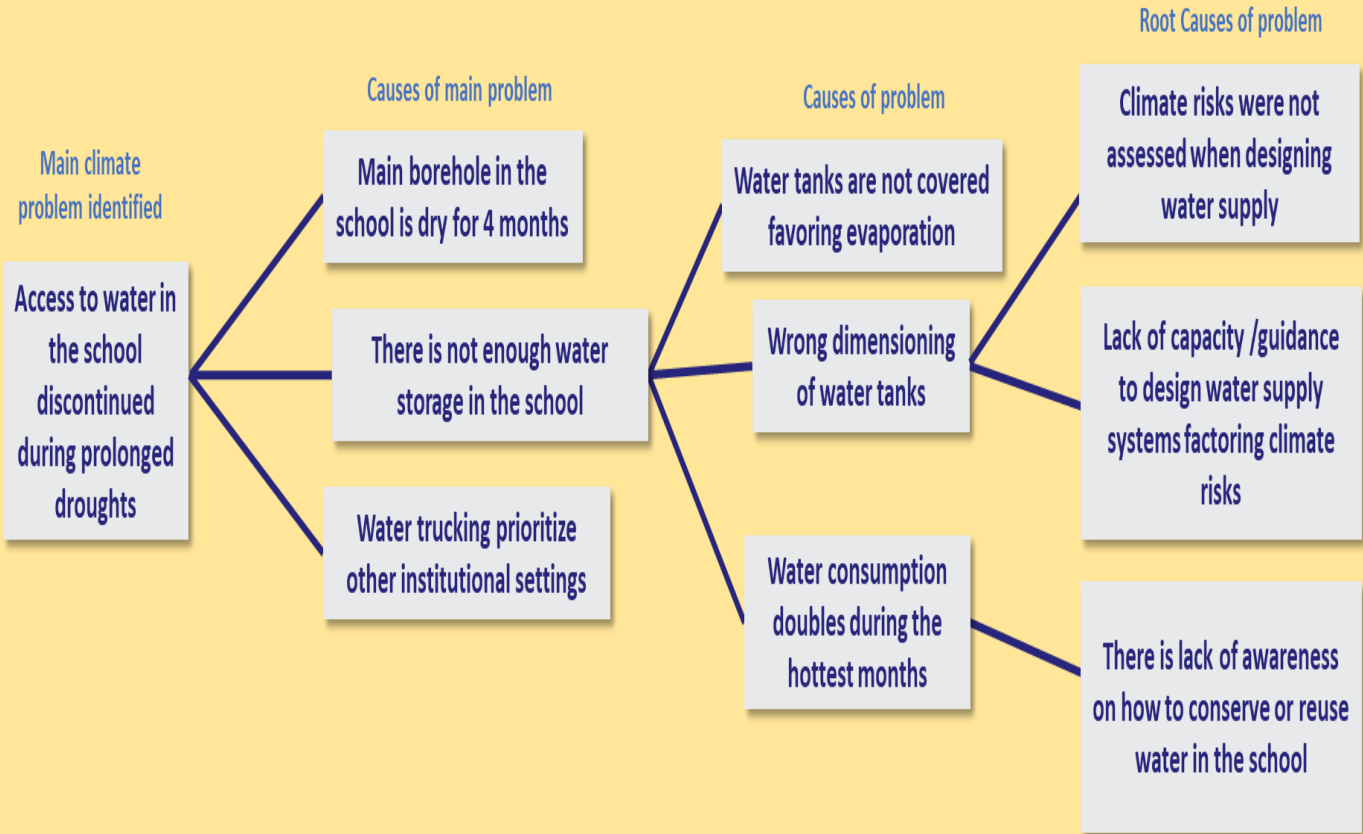 Main climate
problem identified
Access to water in
the school
discontinued
during prolonged
droughts
Causes of main problem
Main borehole in the
school is dry for 4 months
There is not enough water
storage in the school
Water trucking prioritize
other institutional settings
Causes of problem
Water tanks are not covered
favoring evaporation
Wrong dimensioning
of water tanks
Water consumption
doubles during the
hottest months
Root Causes of problem
Climate risks were not
assessed when designing
water supply
Lack of capacity /guidance
to design water supply
systems factoring climate
risks
There is lack of awareness
on how to conserve or reuse
water in the school